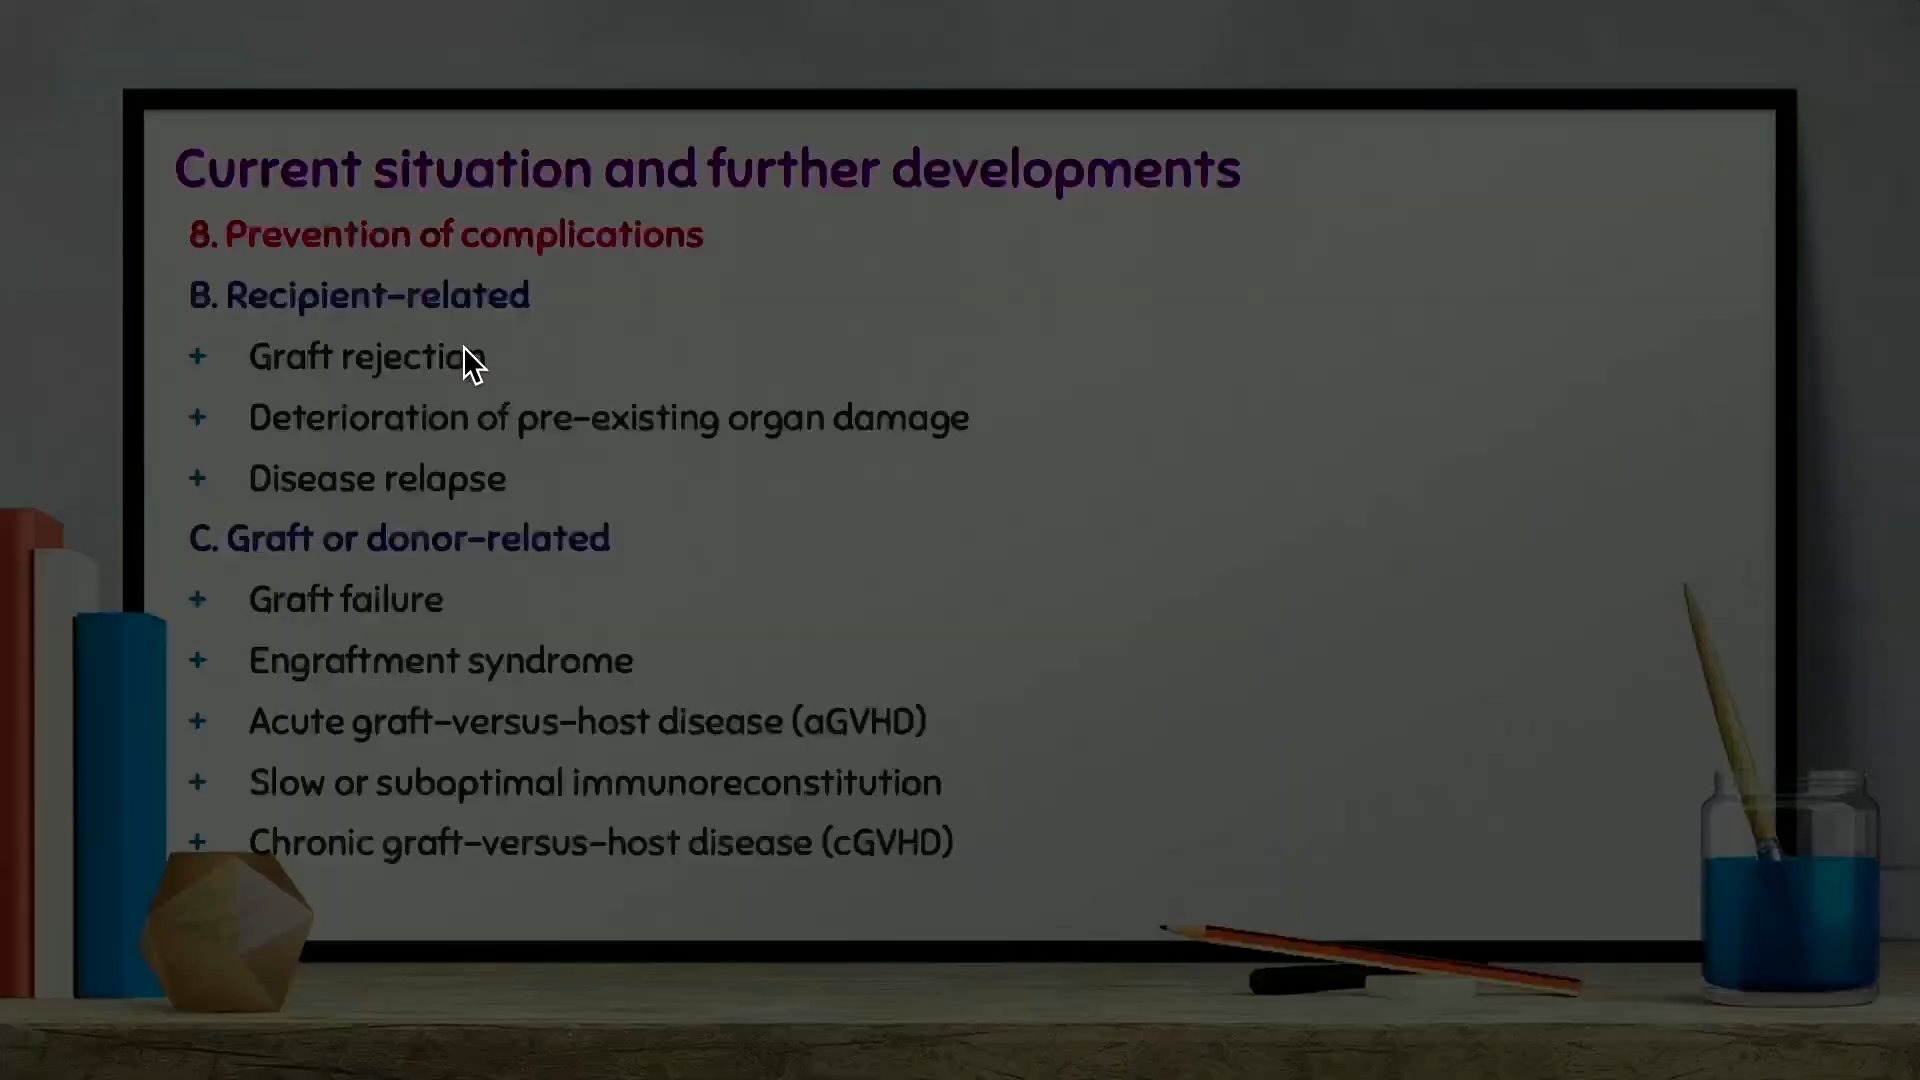 Current situation and further developments
8. Prevention of complications
B. Recipient-related
+ Graft rejection
+ Deterioration of pre-existing organ damage
+ Disease relapse
C. Graft or donor-related
+ Graft failure
+ Engraftment syndrome
+ Acute graft-versus-host disease (aGVHD)
+ Slow or suboptimal immunoreconstitution
+ Chronic graft-versus-host disease (cGVHD)